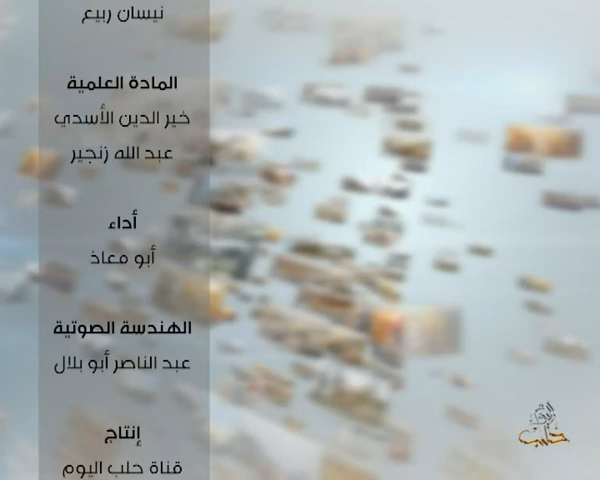 نيسان ربيع
المادة العلمية
خير الدين الأسدي
عبد الله زنجير
أداء
أبو معاذ
الهندسة الصوتية
عبد الناصر أبو بلال
إنتاج
قناة حلب اليوم
حلب